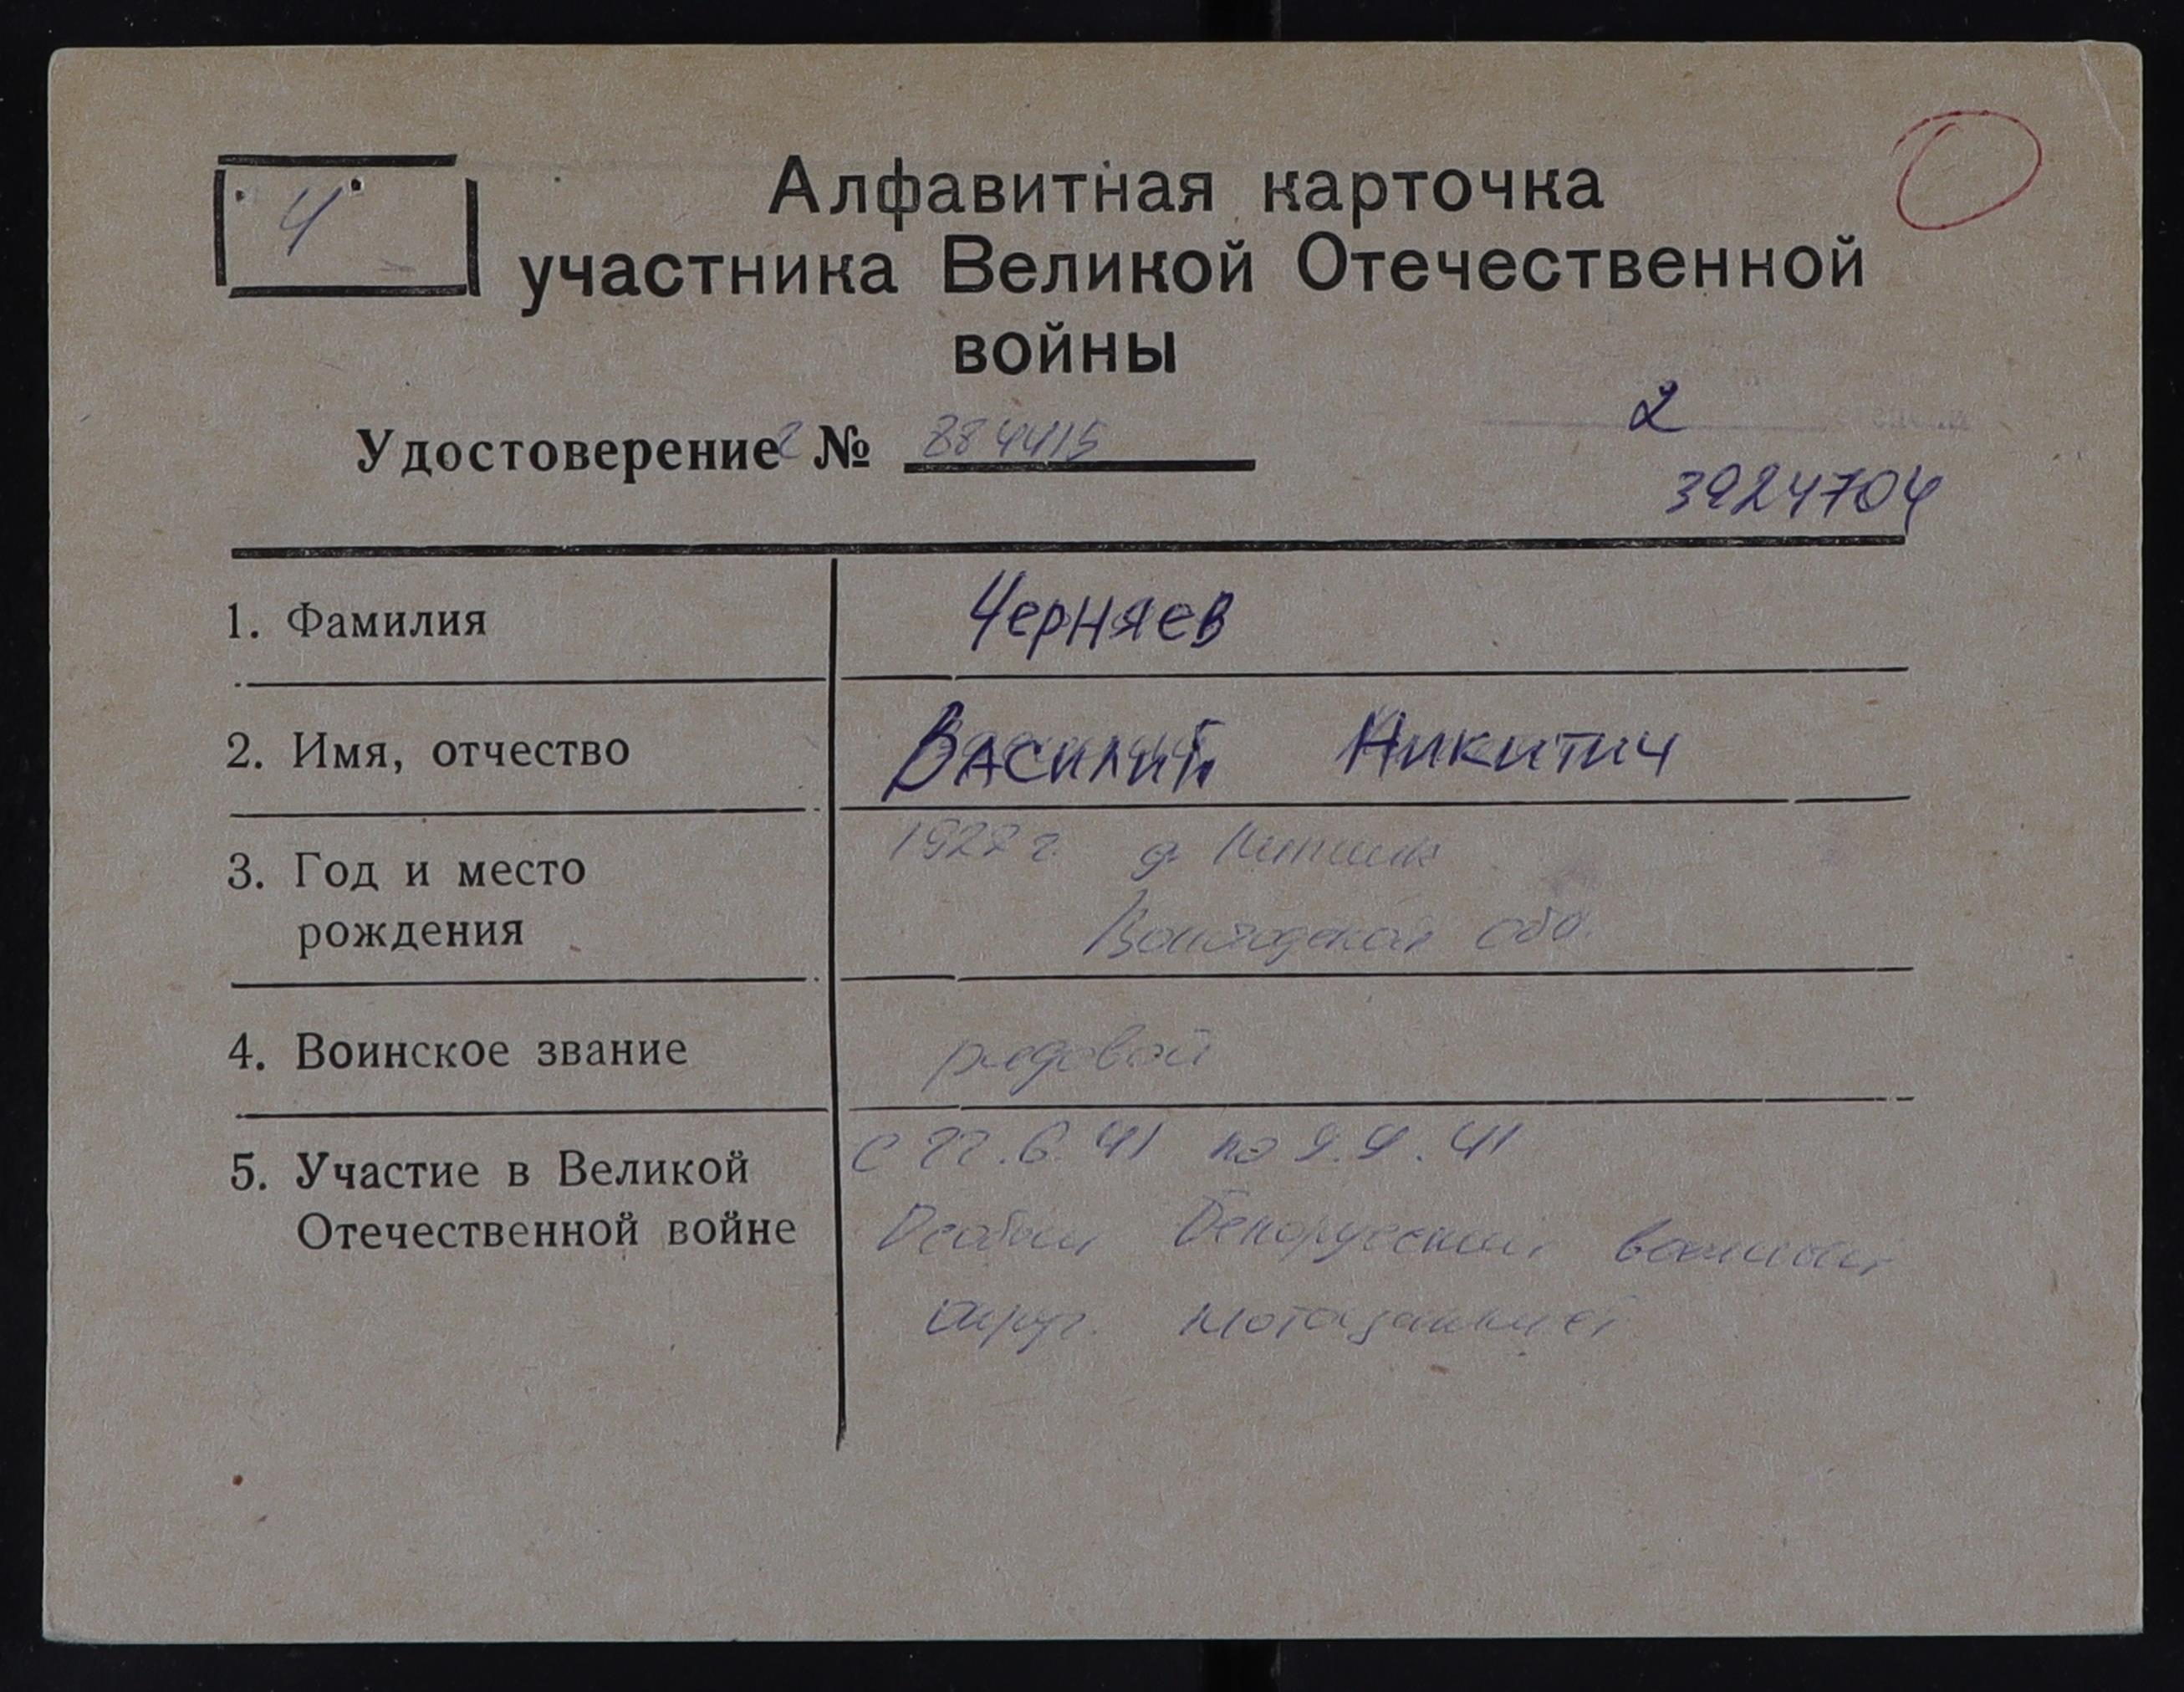 Ч
Алфавитная карточка
участника Великой Отечественной
войны
Удостоверение № 884415
2
3924704
1. Фамилия Черняев
2. Имя, отчество Василий Никитич
3. Год и место 1922 г. д.
рождения Вологодская обл.
4. Воинское звание рядовой
5. Участие в Великой с 22.6.41 по 9.9.41
Отечественной войне Особый Белорусский военный
округ.